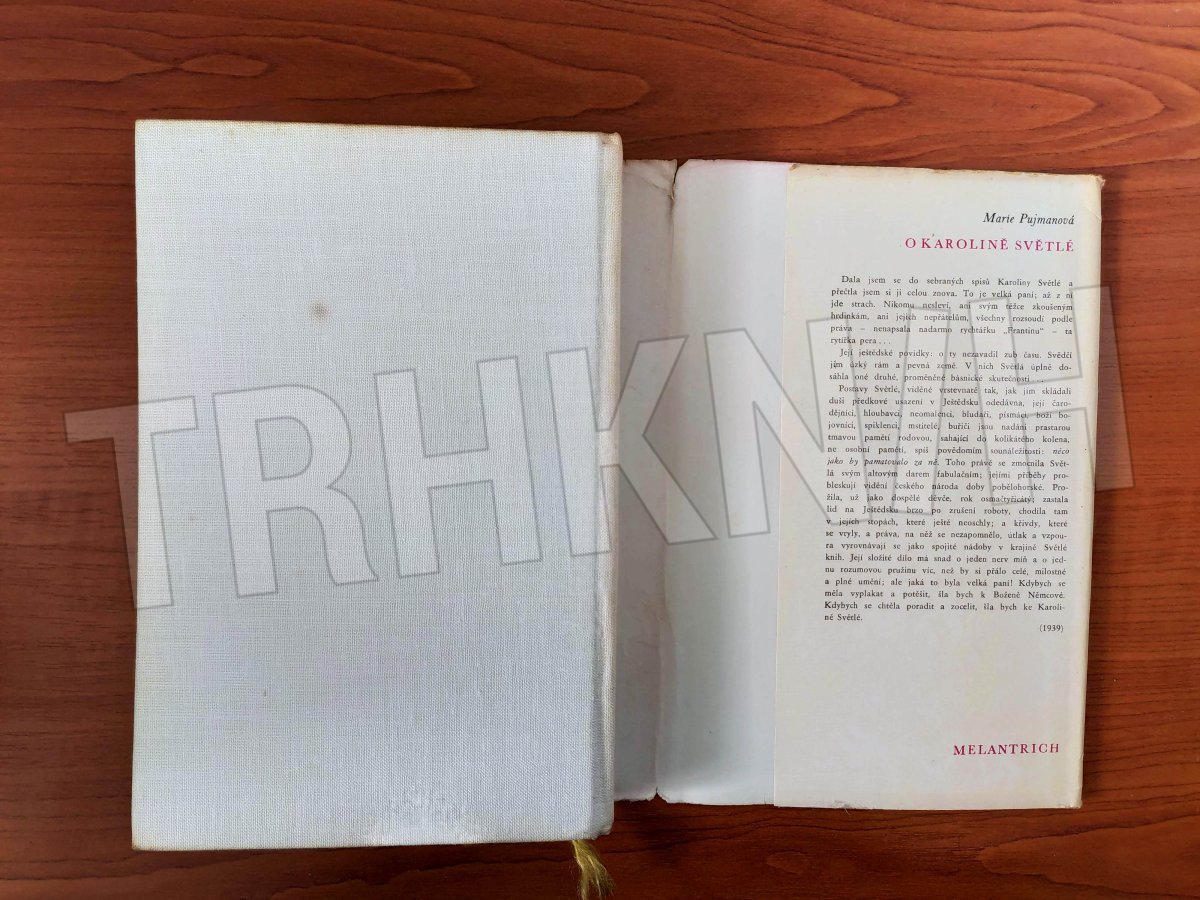 Marie Pujmanová
O KAROLINĚ SVĚTLÉ
Dala jsem se do sebraných spisů Karoliny Světlé a
přečtla jsem si ji celou znova. To je velká paní; až z ní
jde strach. Nikomu nesleví, ani svým těžce zkoušeným
hrdinkám, ani jejich nepřátelům, všechny rozsoudí podle
práva – nenapsala nadarmo rychtářku „Frantinu“ – ta
rytířka pera...
Její ještědské povídky: o ty nezavadil zub času. Svědčí
jim úzký rám a pevná země. V nich Světlá úplně do-
sáhla oné druhé, proměněné básnické skutečnosti...
Postavy Světlé, viděné vrstevnatě tak, jak jim skládali
duši předkové usazení v Ještědsku odedávna, její čaro-
dějníci, hloubavci, neomalenci, bludaři, písmáci, boží bo-
jovníci, spiklenci, mstitelé, buřiči jsou nadáni prastarou
tmavou pamětí rodovou, sahající do kolikátého kolena,
ne osobní pamětí, spíš povědomím sounáležitosti: něco
jako by pamatovalo za ně. Toho právě se zmocnila Svět-
lá svým altovým darem fabulačním; jejími příběhy pro-
bleskují vidění českého národa doby pobělohorské. Pro-
žila, už jako dospělé děvče, rok osmačtyřicátý; zastala
lid na Ještědsku brzo po zrušení roboty, chodila tam
v jejích stopách, které ještě neoschly; a křivdy, které
se vryly, a práva, na něž se nezapomnělo, útlak a vzpou-
ra vyrovnávají se jako spojité nádoby v krajině Světlé
knih. Její složité dílo má snad o jeden nerv míň a o jed-
nu rozumovou pružinu víc, než by si přálo celé, milostné
a plné umění; ale jaká to byla velká paní! Kdybych se
měla vyplakat a potěšit, šla bych k Boženě Němcové.
Kdybych se chtěla poradit a zocelit, šla bych ke Karoli-
ně Světlé.
(1939)
MELANTRICH
TRHKNIH